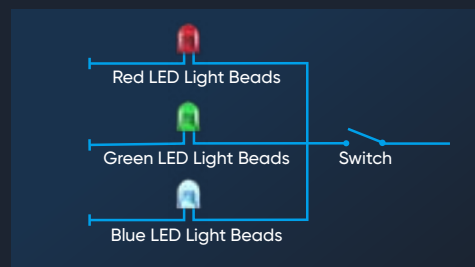 Red LED Light Beads
Green LED Light Beads
Switch
Blue LED Light Beads